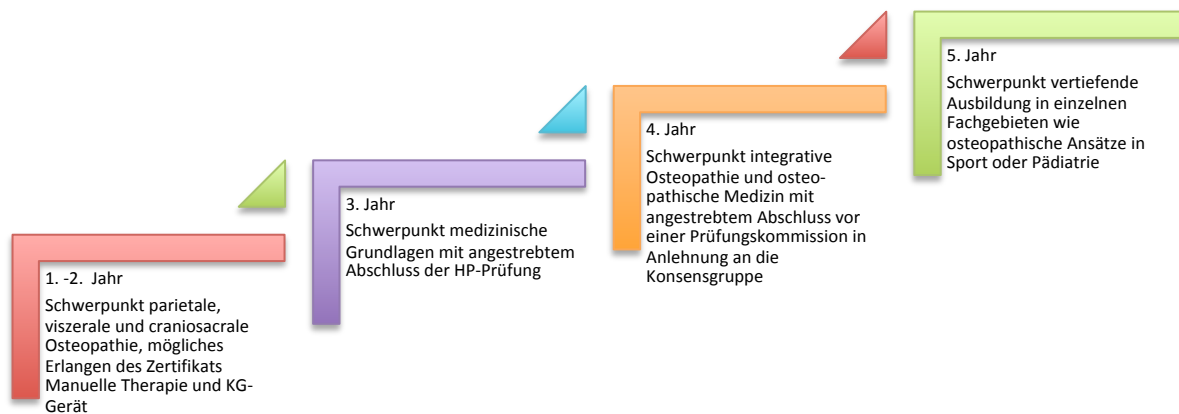 1. -2.  Jahr
Schwerpunkt parietale,
viszerale und craniosacrale
Osteopathie, mögliches
Erlangen des Zertifikats
Manuelle Therapie und KG-
Gerät
3. Jahr
Schwerpunkt medizinische
Grundlagen mit angestrebtem
Abschluss der HP-Prüfung
4. Jahr
Schwerpunkt integrative
Osteopathie und osteo-
pathische Medizin mit
angestrebtem Abschluss vor
einer Prüfungskommission in
Anlehnung an die
Konsensgruppe
5. Jahr
Schwerpunkt vertiefende
Ausbildung in einzelnen
Fachgebieten wie
osteopathische Ansätze in
Sport oder Pädiatrie